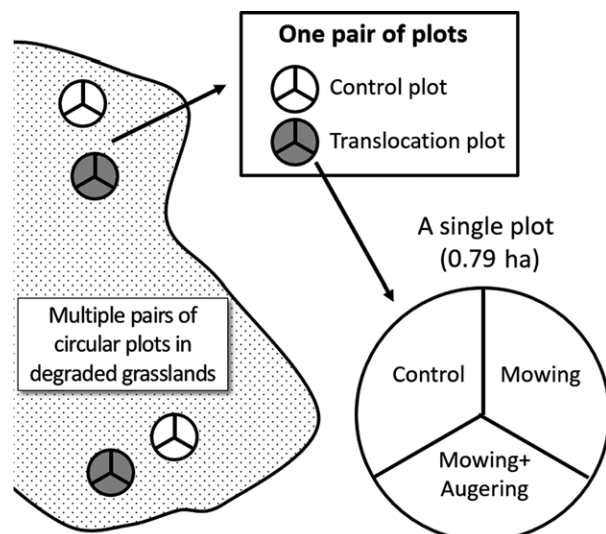 One pair of plots
Control plot
Translocation plot
A single plot
(0.79 ha)
Multiple pairs of
circular plots in
degraded grasslands
Control
Mowing
Mowing+
Augering